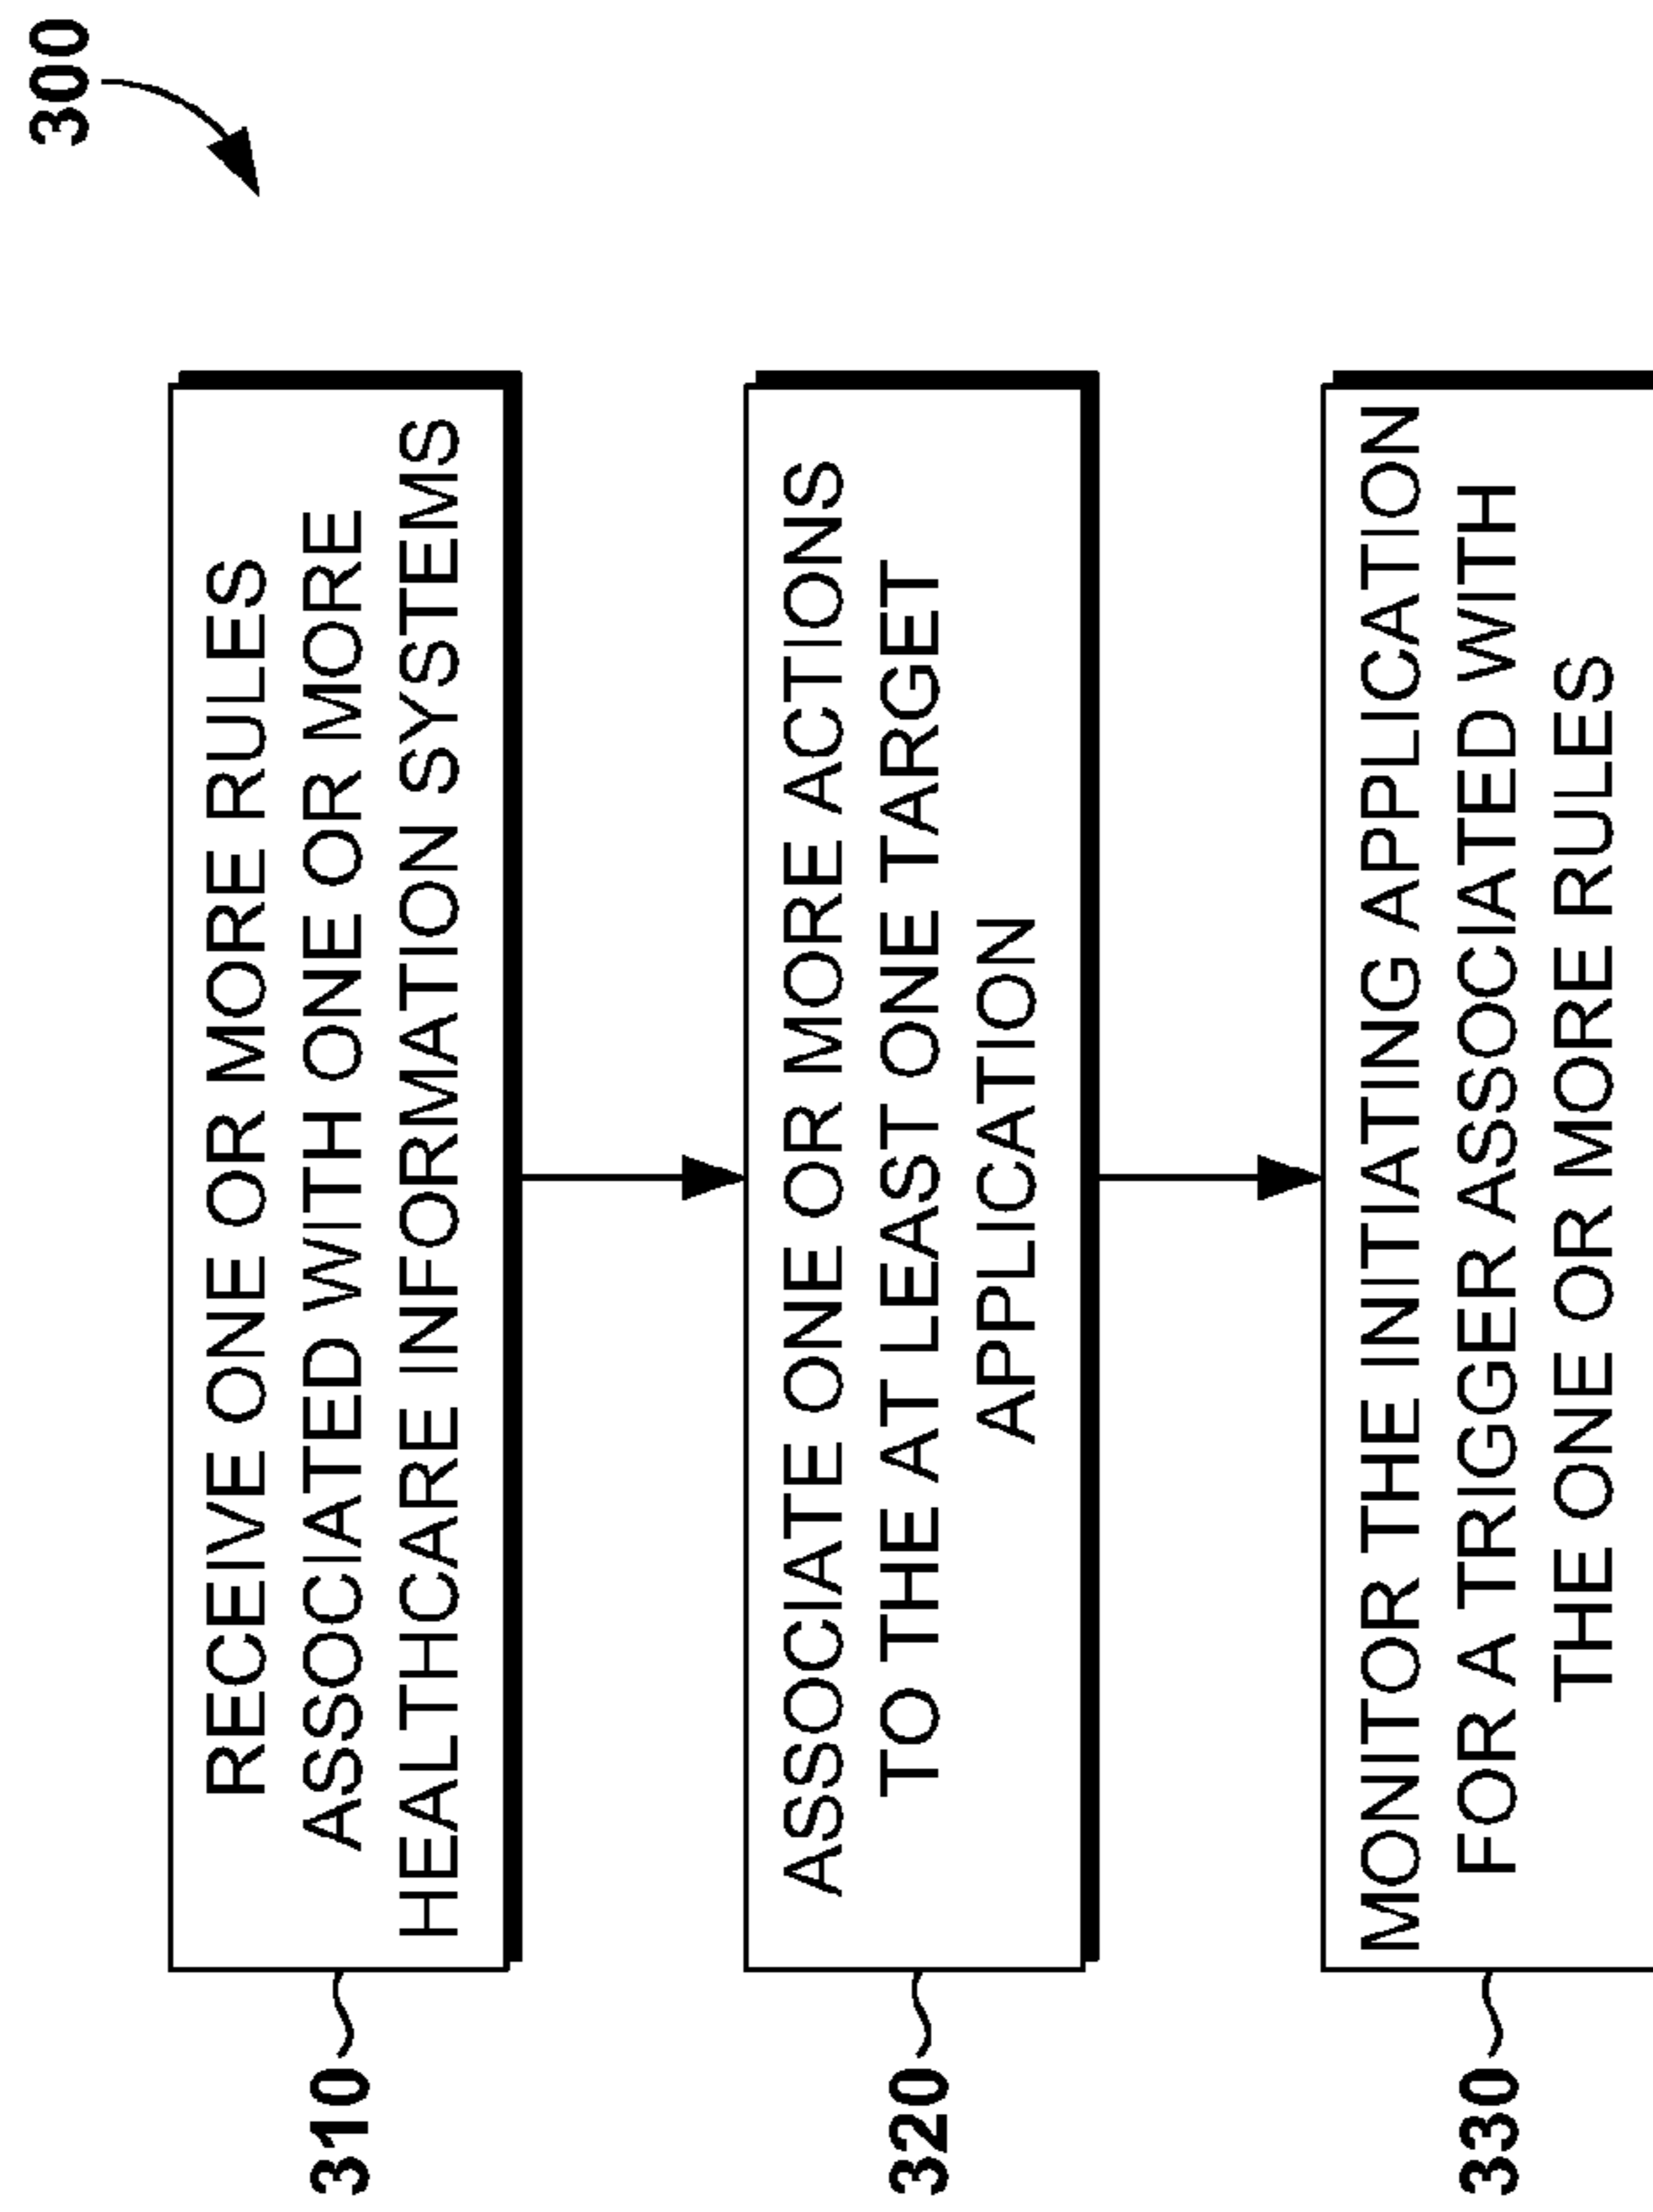 300
310
RECEIVE ONE OR MORE RULES
ASSOCIATED WITH ONE OR MORE
HEALTHCARE INFORMATION SYSTEMS
320
ASSOCIATE ONE OR MORE ACTIONS
TO THE AT LEAST ONE TARGET
APPLICATION
330
MONITOR THE INITIATING APPLICATION
FOR A TRIGGER ASSOCIATED WITH
THE ONE OR MORE RULES